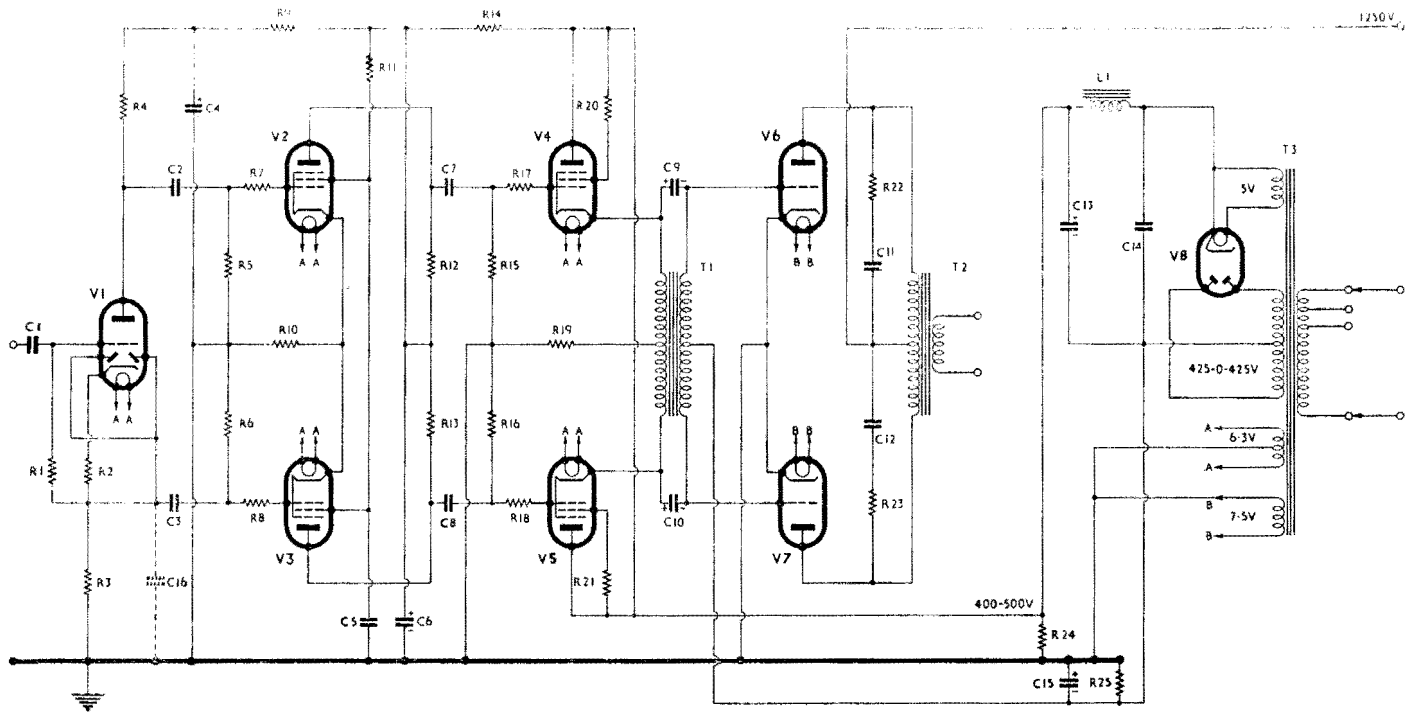 R9
R14
1250V
R11
L1
R4
C4
R20
V2
V4
V6
T3
C2
R7
C7
R17
C9
R22
5V
C13
C14
V8
A A
A A
B B
R5
R12
R15
C11
T1
T2
V1
C1
R10
R19
425-0-425V
A A
R6
A A
R13
R16
A A
B B
C12
A
6·3V
A
R1
R2
R23
C3
R8
C8
R18
C10
B
7·5V
B
V3
V5
V7
R3
C16
R21
400-500V
C5
C6
R24
C15
R25